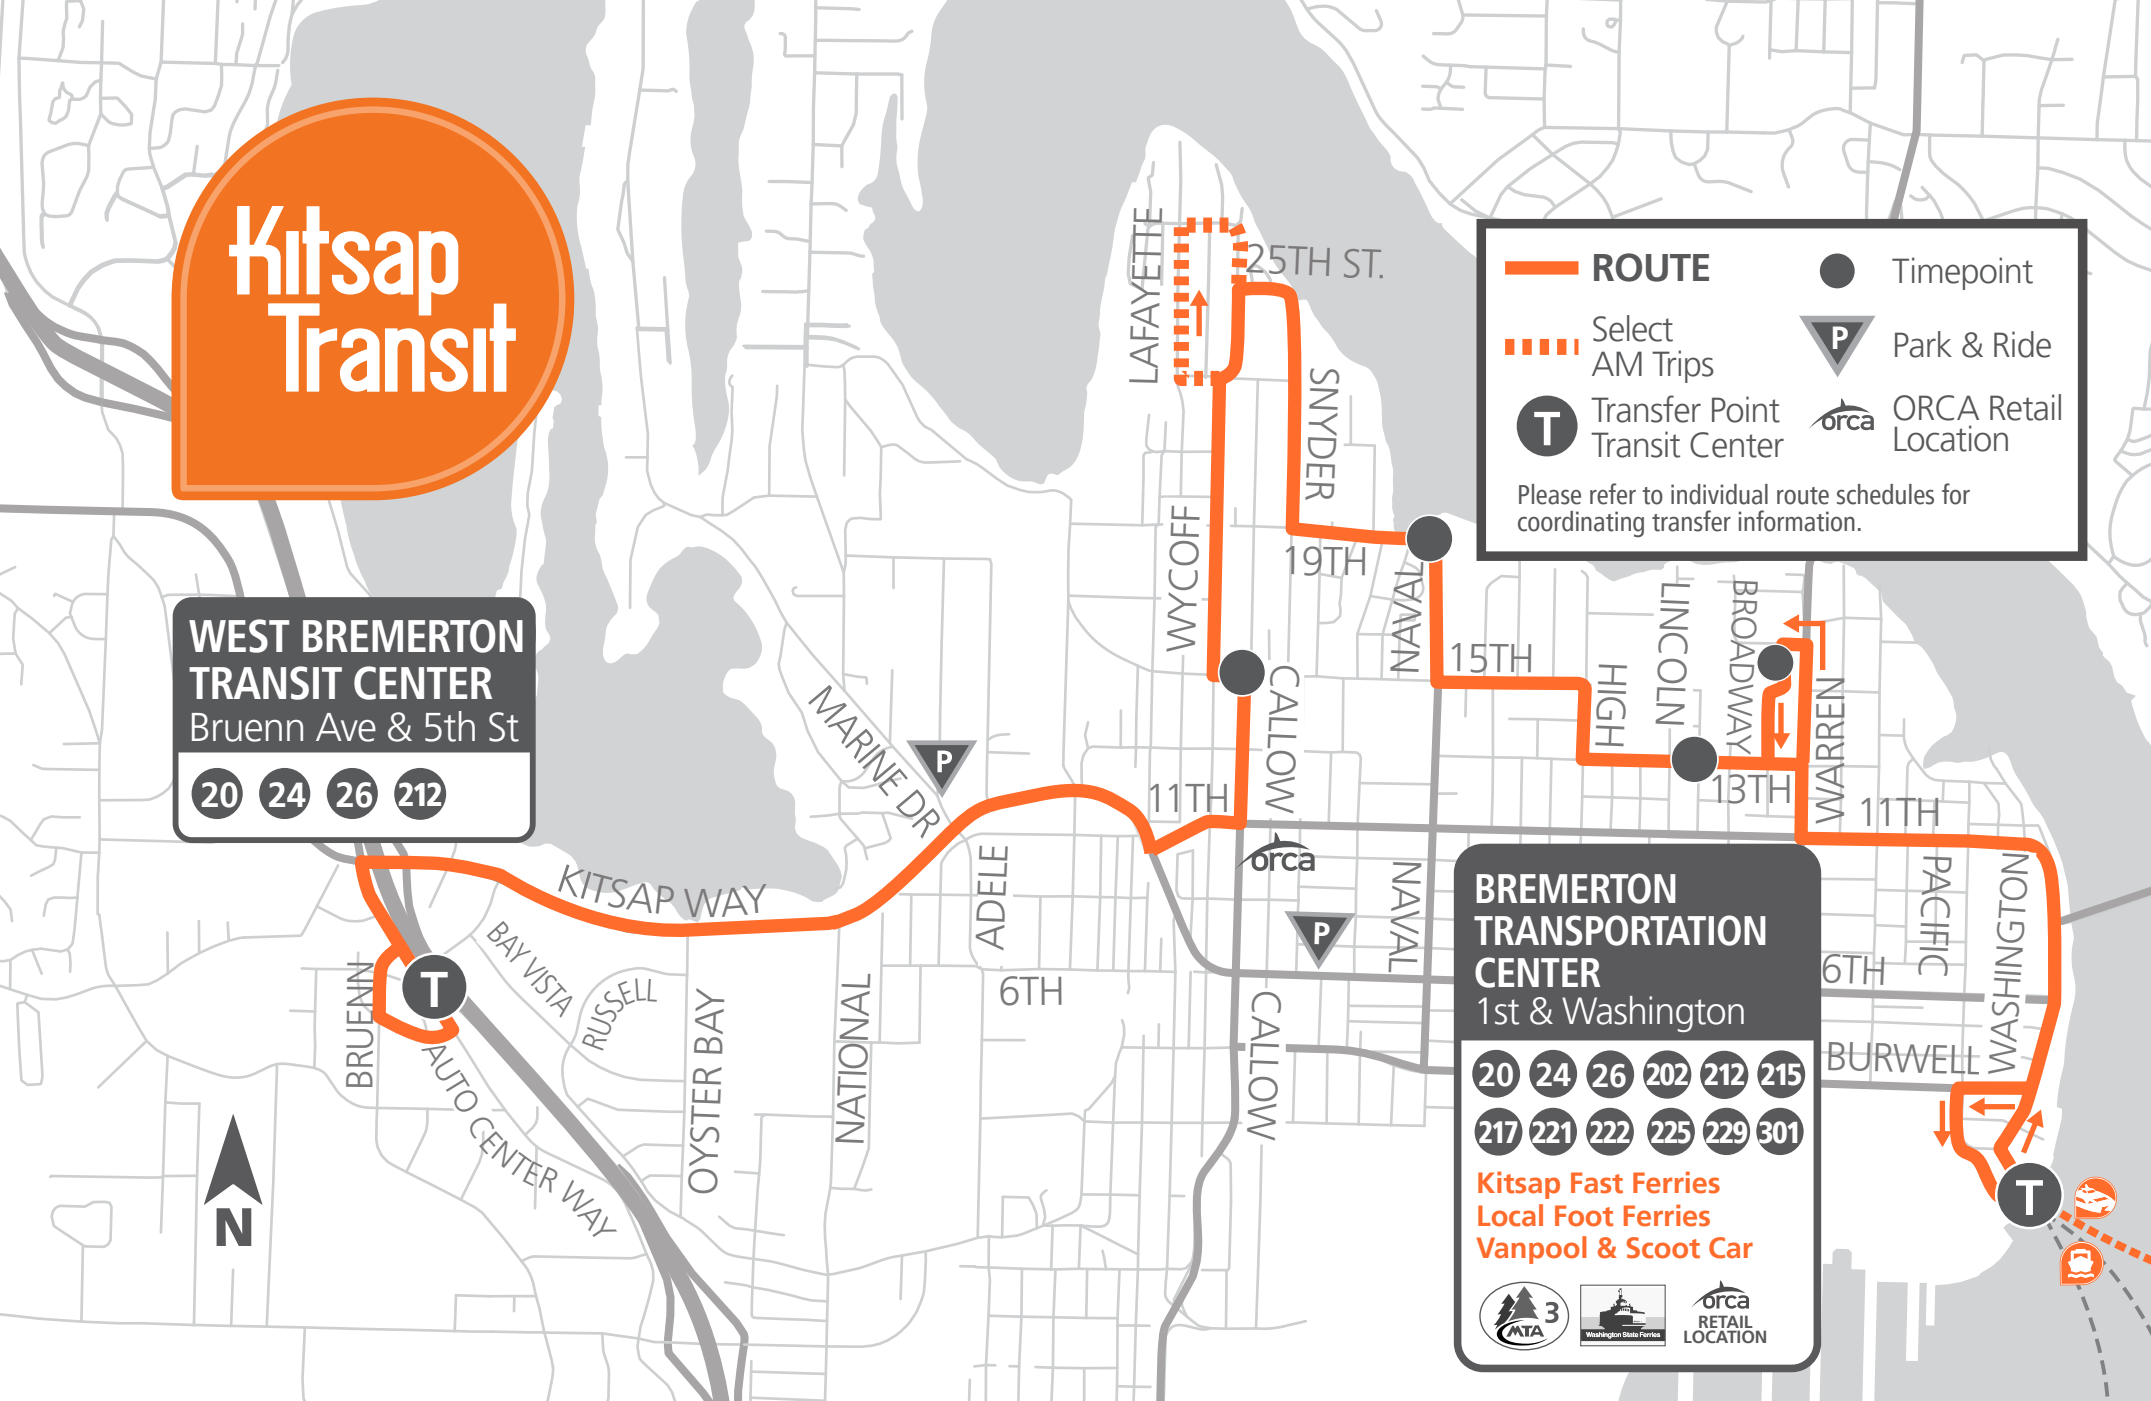 Kitsap
Transit
LAFAYETTE
25TH ST.
SNYDER
WYCOFF
19TH
NAVAL
15TH
HIGH
LINCOLN
BROADWAY
WARREN
13TH
11TH
CALLOW
11TH
MARINE DR
P
KITSAP WAY
ADELE
orca
P
NAVAL
6TH
CALLOW
BAY VISTA
RUSSELL
OYSTER BAY
NATIONAL
BRUENN
AUTO CENTER WAY
T
N
PACIFIC
WASHINGTON
6TH
BURWELL
T
ROUTE
Select
AM Trips
T
Transfer Point
Transit Center
Timepoint
P
Park & Ride
orca
ORCA Retail
Location
Please refer to individual route schedules for
coordinating transfer information.
WEST BREMERTON
TRANSIT CENTER
Bruenn Ave & 5th St
20 24 26 212
BREMERTON
TRANSPORTATION
CENTER
1st & Washington
20 24 26 202 212 215
217 221 222 225 229 301
Kitsap Fast Ferries
Local Foot Ferries
Vanpool & Scoot Car
MTA 3
Washington State Ferries
orca
RETAIL
LOCATION